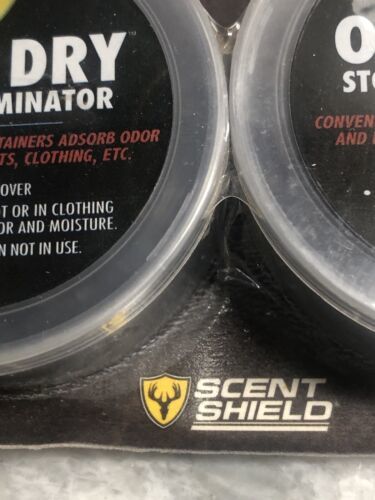 DRY™
MINATOR
TAINERS ADSORB ODOR
TS, CLOTHING, ETC.
OVER
T OR IN CLOTHING
OR AND MOISTURE.
N NOT IN USE.
O
STO
CONVEN
AND
SCENT
SHIELD